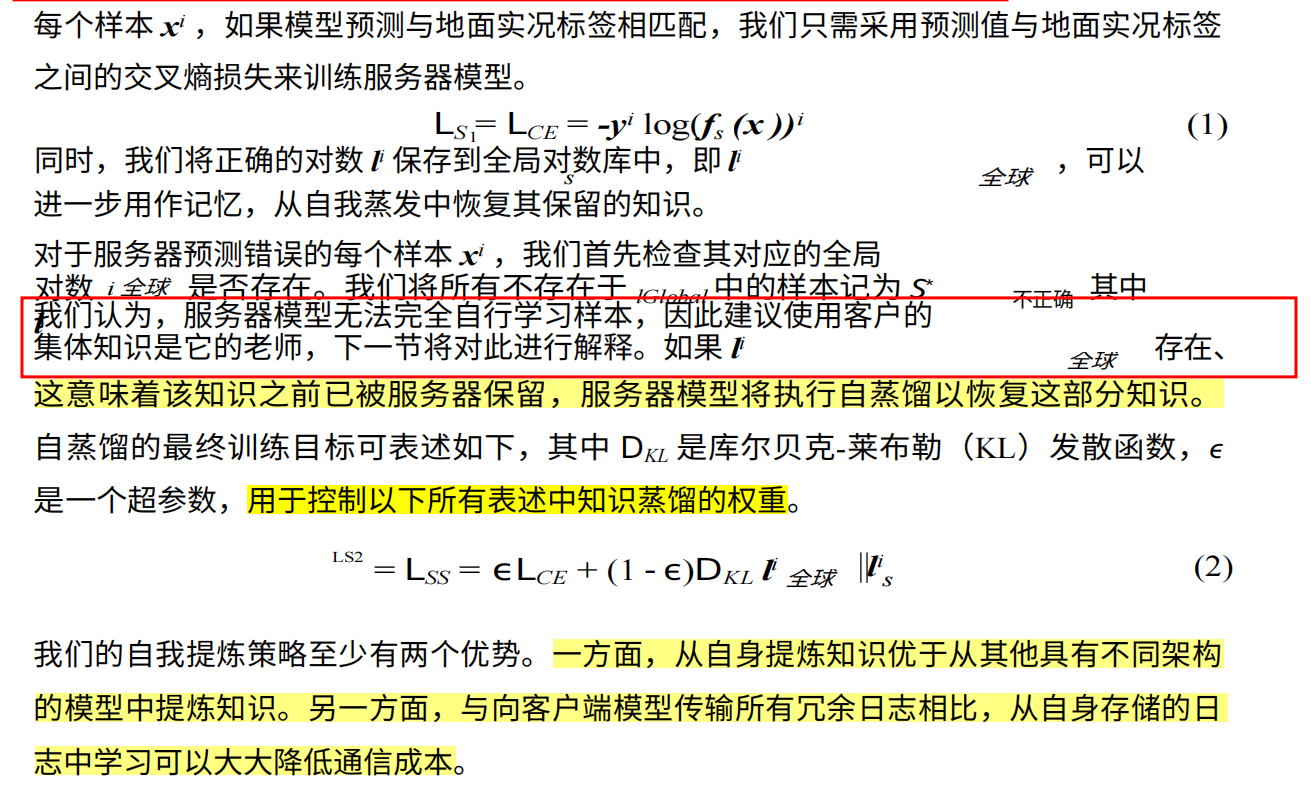 每个样本 xⁱ ，如果模型预测与地面实况标签相匹配，我们只需采用预测值与地面实况标签
之间的交叉熵损失来训练服务器模型。
L_S1 = L_CE = -yⁱ log(f_s (x ))ⁱ (1)
同时，我们将正确的对数 lⁱ 保存到全局对数库中，即 lⁱ 全球 ，可以
s
进一步用作记忆，从自我蒸发中恢复其保留的知识。
对于服务器预测错误的每个样本 xⁱ ，我们首先检查其对应的全局
对数 i 全球 是否存在。我们将所有不存在于 lGlobal 中的样本记为 S* 不正确 其中
我们认为，服务器模型无法完全自行学习样本，因此建议使用客户的
集体知识是它的老师，下一节将对此进行解释。如果 lⁱ 全球 存在、
这意味着该知识之前已被服务器保留，服务器模型将执行自蒸馏以恢复这部分知识。
自蒸馏的最终训练目标可表述如下，其中 D_KL 是库尔贝克-莱布勒（KL）发散函数，ϵ
是一个超参数，用于控制以下所有表述中知识蒸馏的权重。
LS2 = L_SS = ϵL_CE + (1 - ϵ)D_KL lⁱ 全球 ||lⁱ_s (2)
我们的自我提炼策略至少有两个优势。一方面，从自身提炼知识优于从其他具有不同架构
的模型中提炼知识。另一方面，与向客户端模型传输所有冗余日志相比，从自身存储的日
志中学习可以大大降低通信成本。